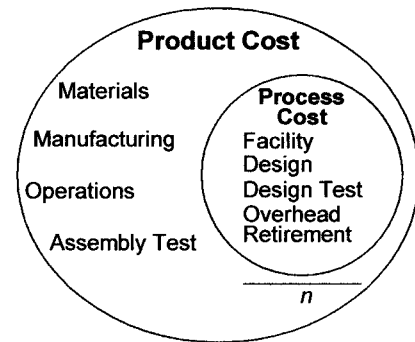 Product Cost
Materials
Manufacturing
Operations
Assembly Test
Process
Cost
Facility
Design
Design Test
Overhead
Retirement
n